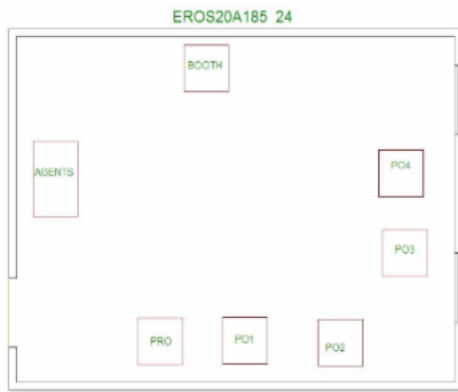 EROS20A185 24
BOOTH
AGENTS
PO4
PO3
PRO
PO1
PO2